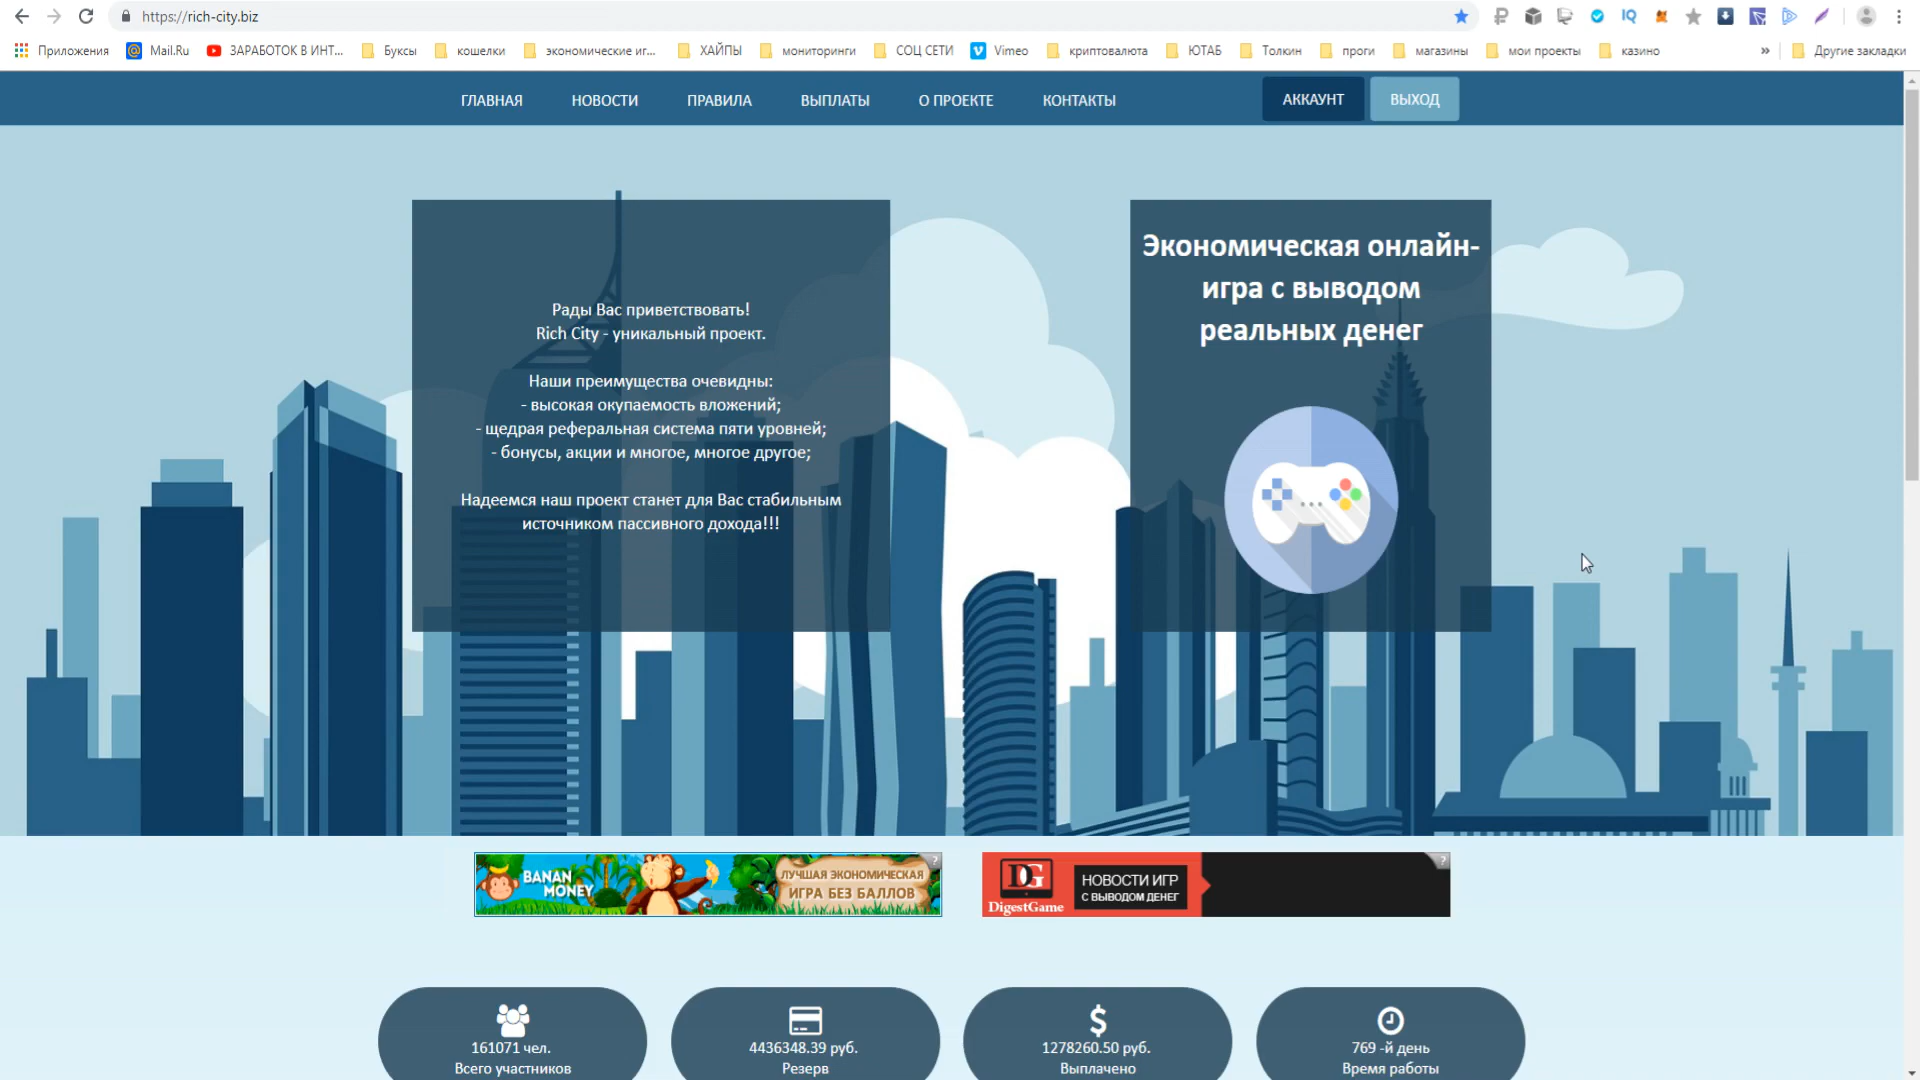 https://rich-city.biz
Приложения
Mail.Ru
ЗАРАБОТОК В ИНТ...
Буксы
кошелки
экономические иг...
ХАЙПЫ
мониторинги
СОЦ СЕТИ
Vimeo
криптовалюта
ЮТАБ
Толкин
проги
магазины
мои проекты
казино
»
Другие закладки
ГЛАВНАЯ
НОВОСТИ
ПРАВИЛА
ВЫПЛАТЫ
О ПРОЕКТЕ
КОНТАКТЫ
АККАУНТ
ВЫХОД
Рады Вас приветствовать!
Rich City - уникальный проект.
Наши преимущества очевидны:
- высокая окупаемость вложений;
- щедрая реферальная система пяти уровней;
- бонусы, акции и многое, многое другое;
Надеемся наш проект станет для Вас стабильным
источником пассивного дохода!!!
Экономическая онлайн-
игра с выводом
реальных денег
BANAN
MONEY
ЛУЧШАЯ ЭКОНОМИЧЕСКАЯ
ИГРА БЕЗ БАЛЛОВ
?
DG
DigestGame
НОВОСТИ ИГР
С ВЫВОДОМ ДЕНЕГ
?
161071 чел.
Всего участников
4436348.39 руб.
Резерв
1278260.50 руб.
Выплачено
769 -й день
Время работы